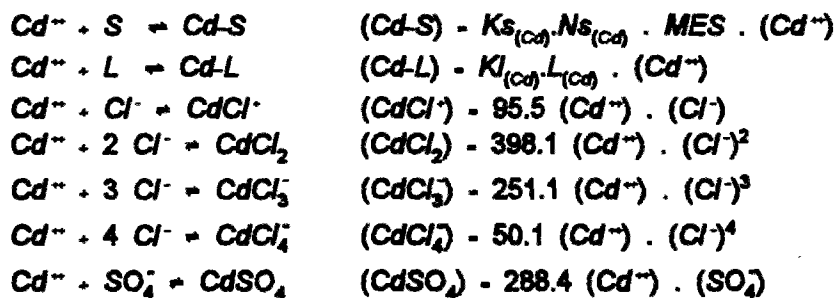 Cd⁺⁺ + S ⇌ Cd-S (Cd-S) = Ks(Cd).Ns(Cd) . MES . (Cd⁺⁺)
Cd⁺⁺ + L ⇌ Cd-L (Cd-L) = Kl(Cd).L(Cd) . (Cd⁺⁺)
Cd⁺⁺ + Cl⁻ ⇌ CdCl⁺ (CdCl⁺) = 95.5 (Cd⁺⁺) . (Cl⁻)
Cd⁺⁺ + 2 Cl⁻ ⇌ CdCl₂ (CdCl₂) = 398.1 (Cd⁺⁺) . (Cl⁻)²
Cd⁺⁺ + 3 Cl⁻ ⇌ CdCl₃⁻ (CdCl₃⁻) = 251.1 (Cd⁺⁺) . (Cl⁻)³
Cd⁺⁺ + 4 Cl⁻ ⇌ CdCl₄⁼ (CdCl₄⁼) = 50.1 (Cd⁺⁺) . (Cl⁻)⁴
Cd⁺⁺ + SO₄⁼ ⇌ CdSO₄ (CdSO₄) = 288.4 (Cd⁺⁺) . (SO₄⁼)